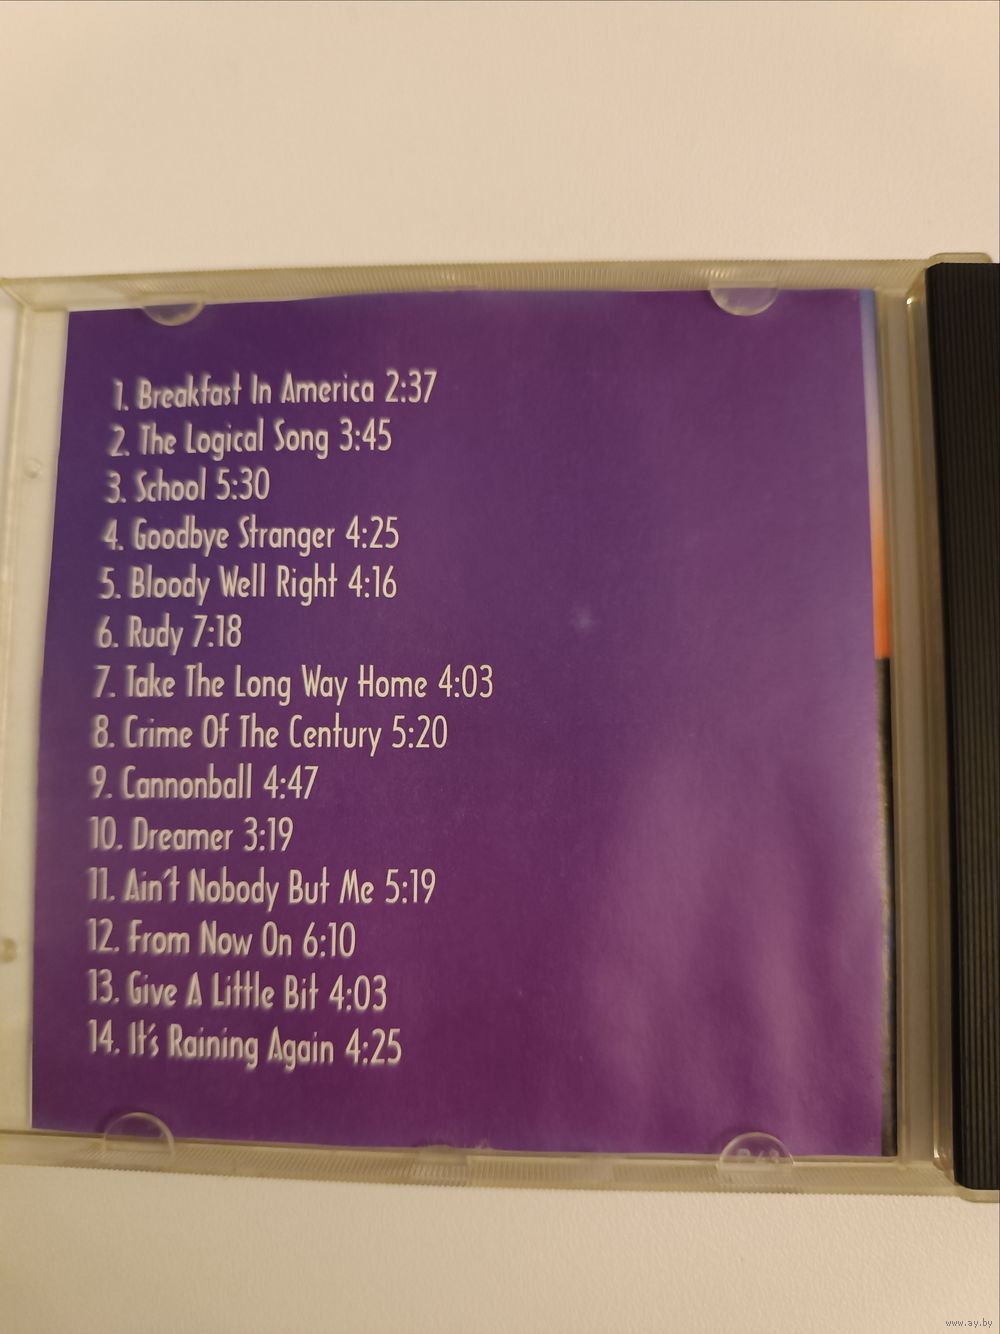 1. Breakfast In America 2:37
2. The Logical Song 3:45
3. School 5:30
4. Goodbye Stranger 4:25
5. Bloody Well Right 4:16
6. Rudy 7:18
7. Take The Long Way Home 4:03
8. Crime Of The Century 5:20
9. Cannonball 4:47
10. Dreamer 3:19
11. Ain't Nobody But Me 5:19
12. From Now On 6:10
13. Give A Little Bit 4:03
14. It's Raining Again 4:25
www.ay.by